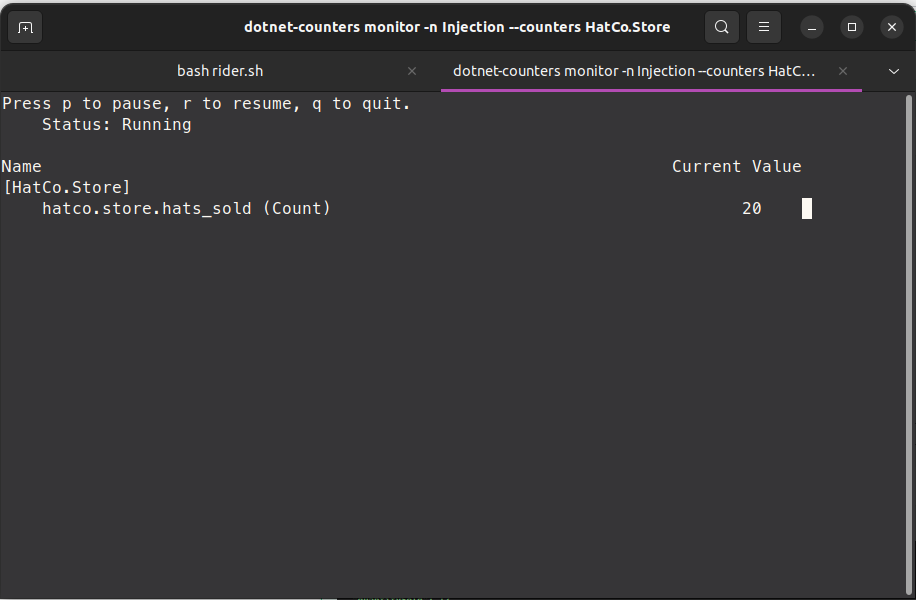 dotnet-counters monitor -n Injection --counters HatCo.Store
bash rider.sh
dotnet-counters monitor -n Injection --counters HatC...
Press p to pause, r to resume, q to quit.
Status: Running
Name Current Value
[HatCo.Store]
hatco.store.hats_sold (Count) 20